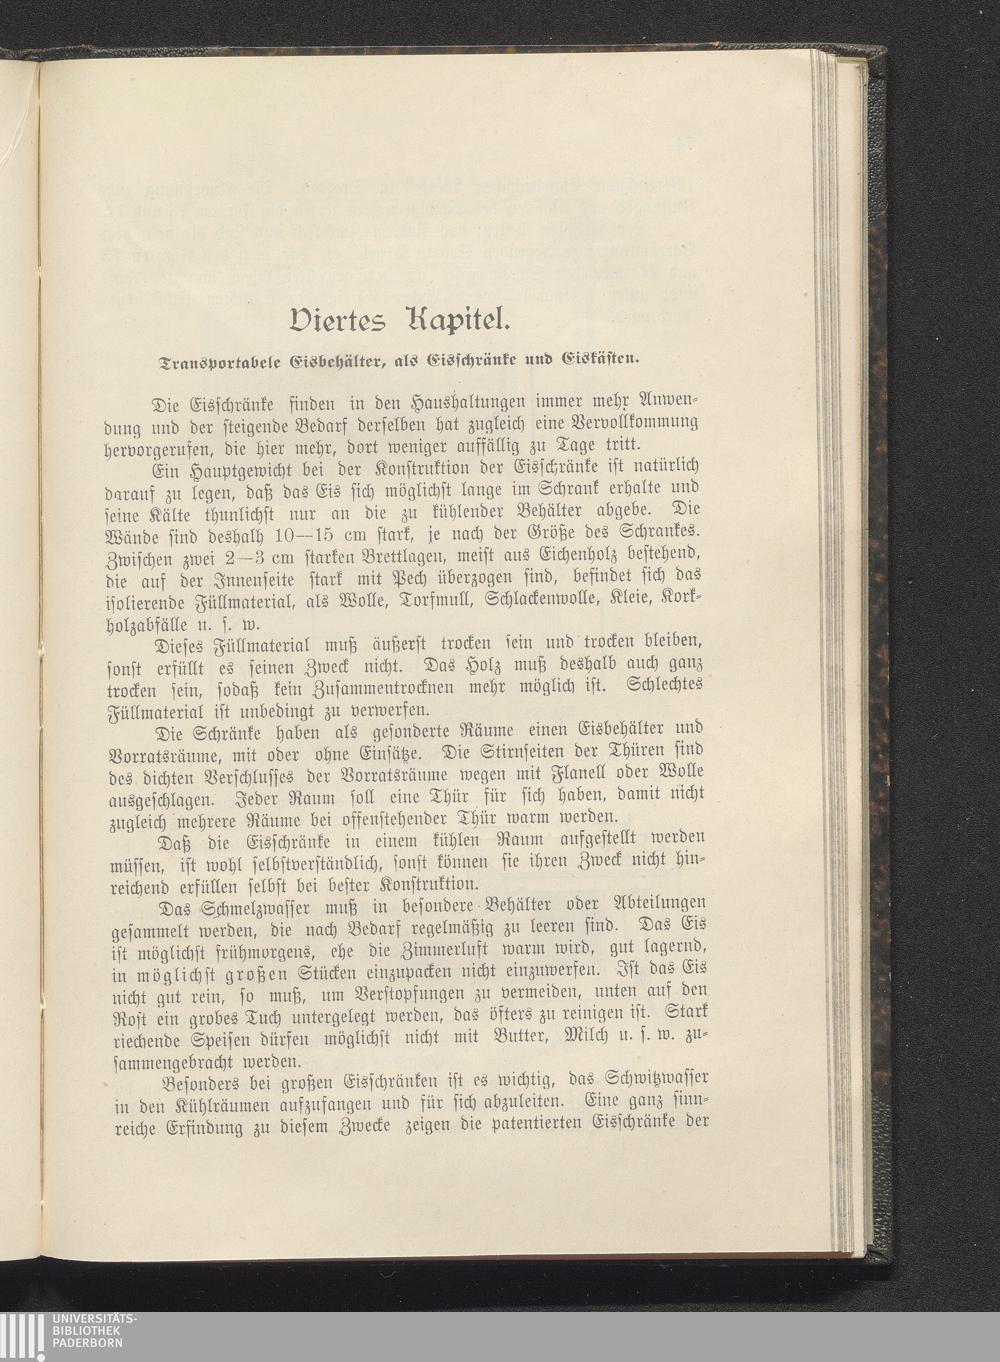 Viertes Kapitel.
Transportabele Eisbehälter, als Eisschränke und Eiskästen.
Die Eisschränke finden in den Haushaltungen immer mehr Anwen-
dung und der steigende Bedarf derselben hat zugleich eine Vervollkommung
hervorgerufen, die hier mehr, dort weniger auffällig zu Tage tritt.
Ein Hauptgewicht bei der Konstruktion der Eisschränke ist natürlich
darauf zu legen, daß das Eis sich möglichst lange im Schrank erhalte und
seine Kälte thunlichst nur an die zu kühlender Behälter abgebe. Die
Wände sind deshalb 10—15 cm stark, je nach der Größe des Schrankes.
Zwischen zwei 2—3 cm starken Brettlagen, meist aus Eichenholz bestehend,
die auf der Innenseite stark mit Pech überzogen sind, befindet sich das
isolierende Füllmaterial, als Wolle, Torfmull, Schlackenwolle, Kleie, Kork-
holzabfälle u. s. w.
Dieses Füllmaterial muß äußerst trocken sein und trocken bleiben,
sonst erfüllt es seinen Zweck nicht. Das Holz muß deshalb auch ganz
trocken sein, sodaß kein Zusammentrocknen mehr möglich ist. Schlechtes
Füllmaterial ist unbedingt zu verwerfen.
Die Schränke haben als gesonderte Räume einen Eisbehälter und
Vorratsräume, mit oder ohne Einsätze. Die Stirnseiten der Thüren sind
des dichten Verschlusses der Vorratsräume wegen mit Flanell oder Wolle
ausgeschlagen. Jeder Raum soll eine Thür für sich haben, damit nicht
zugleich mehrere Räume bei offenstehender Thür warm werden.
Daß die Eisschränke in einem kühlen Raum aufgestellt werden
müssen, ist wohl selbstverständlich, sonst können sie ihren Zweck nicht hin-
reichend erfüllen selbst bei bester Konstruktion.
Das Schmelzwasser muß in besondere Behälter oder Abteilungen
gesammelt werden, die nach Bedarf regelmäßig zu leeren sind. Das Eis
ist möglichst frühmorgens, ehe die Zimmerluft warm wird, gut lagernd,
in möglichst großen Stücken einzupacken nicht einzuwerfen. Ist das Eis
nicht gut rein, so muß, um Verstopfungen zu vermeiden, unten auf den
Rost ein grobes Tuch untergelegt werden, das öfters zu reinigen ist. Stark
riechende Speisen dürfen möglichst nicht mit Butter, Milch u. s. w. zu-
sammengebracht werden.
Besonders bei großen Eisschränken ist es wichtig, das Schwitzwasser
in den Kühlräumen aufzufangen und für sich abzuleiten. Eine ganz sinn-
reiche Erfindung zu diesem Zwecke zeigen die patentierten Eisschränke der
UNIVERSITÄTS-
BIBLIOTHEK
PADERBORN